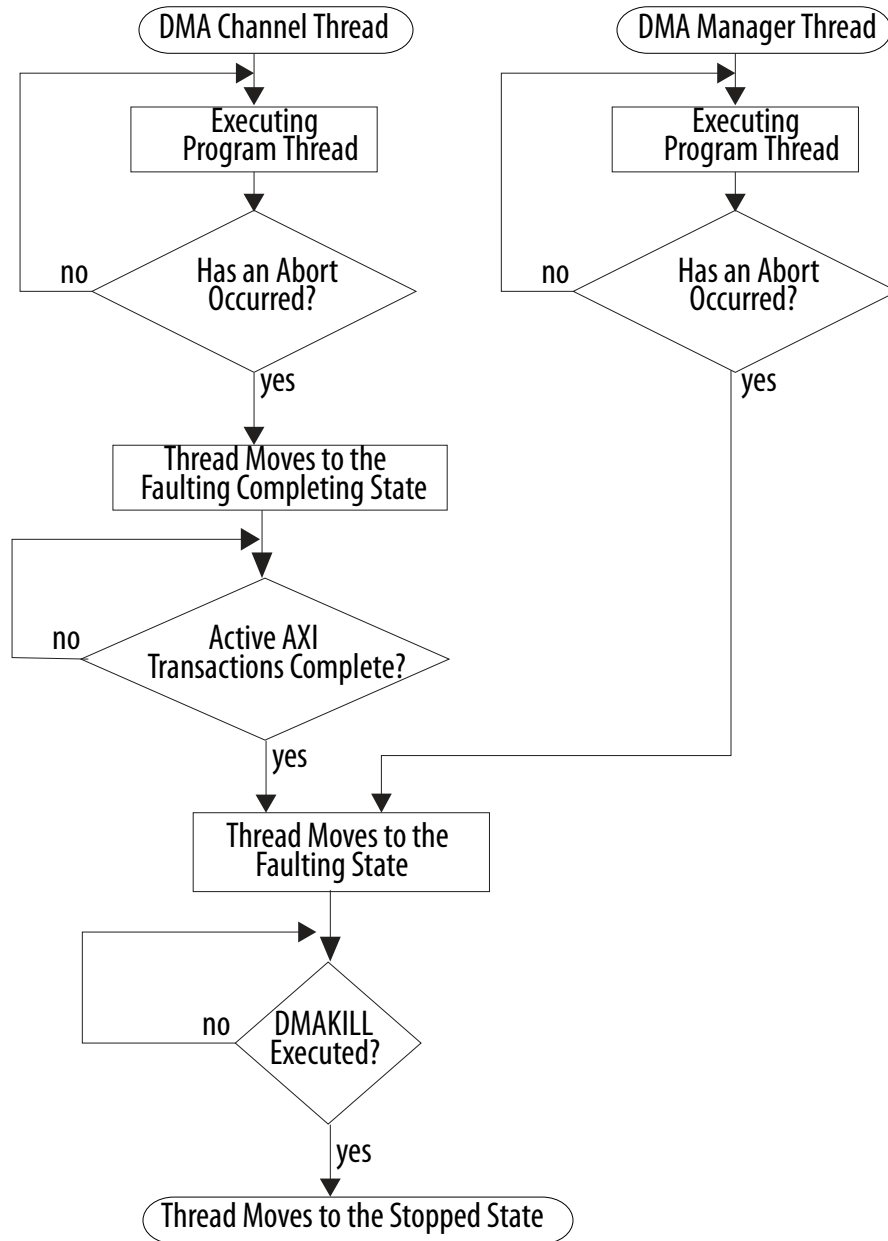 DMA Channel Thread
DMA Manager Thread
Executing
Program Thread
Executing
Program Thread
Has an Abort
Occurred?
no
Has an Abort
Occurred?
no
yes
yes
Thread Moves to the
Faulting Completing State
Active AXI
Transactions Complete?
no
yes
Thread Moves to the
Faulting State
DMAKILL
Executed?
no
yes
Thread Moves to the Stopped State